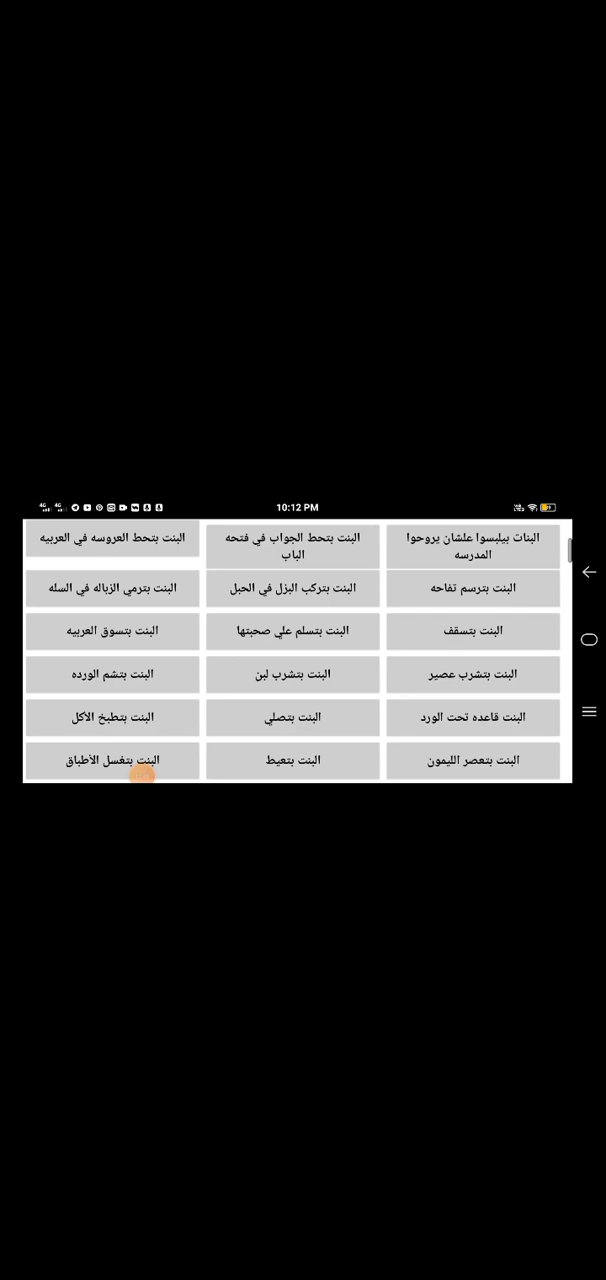 10:12 PM
البنات بيلبسوا علشان يروحوا
المدرسه
البنت بتحط الجواب في فتحه
الباب
البنت بتحط العروسه في العربيه
البنت بترسم تفاحه
البنت بتركب البزل في الحبل
البنت بترمي الزباله في السله
البنت بتسقف
البنت بتسلم علي صحبتها
البنت بتسوق العربيه
البنت بتشرب عصير
البنت بتشرب لبن
البنت بتشم الورده
البنت قاعده تحت الورد
البنت بتصلي
البنت بتطبخ الأكل
البنت بتعصر الليمون
البنت بتعيط
البنت بتغسل الأطباق